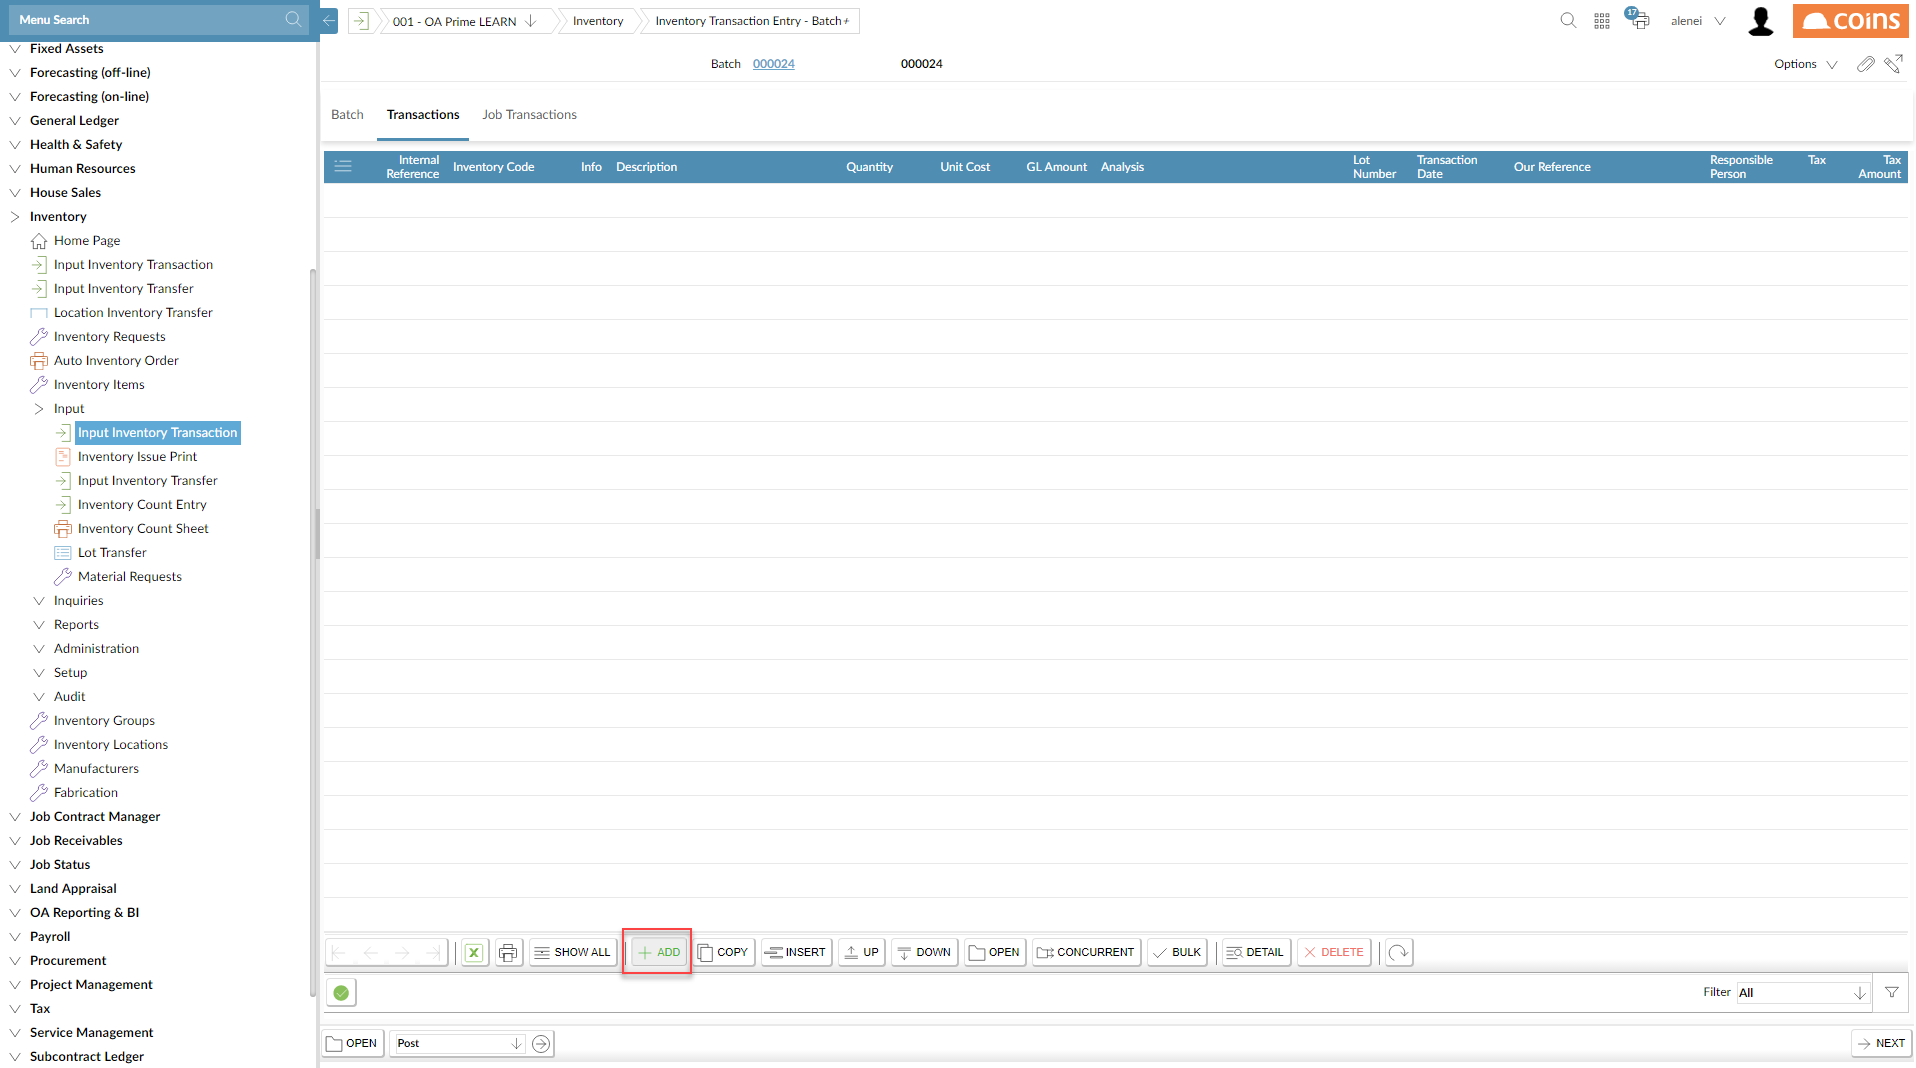 Menu Search
001 - OA Prime LEARN
Inventory
Inventory Transaction Entry - Batch+
17
alenei
coins
Batch 000024 000024
Options
Batch Transactions Job Transactions
Internal Reference Inventory Code Info Description Quantity Unit Cost GL Amount Analysis Lot Number Transaction Date Our Reference Responsible Person Tax Tax Amount
Fixed Assets
Forecasting (off-line)
Forecasting (on-line)
General Ledger
Health & Safety
Human Resources
House Sales
Inventory
Home Page
Input Inventory Transaction
Input Inventory Transfer
Location Inventory Transfer
Inventory Requests
Auto Inventory Order
Inventory Items
Input
Input Inventory Transaction
Inventory Issue Print
Input Inventory Transfer
Inventory Count Entry
Inventory Count Sheet
Lot Transfer
Material Requests
Inquiries
Reports
Administration
Setup
Audit
Inventory Groups
Inventory Locations
Manufacturers
Fabrication
Job Contract Manager
Job Receivables
Job Status
Land Appraisal
OA Reporting & BI
Payroll
Procurement
Project Management
Tax
Service Management
Subcontract Ledger
SHOW ALL ADD COPY INSERT UP DOWN OPEN CONCURRENT BULK DETAIL DELETE
Filter All
OPEN Post NEXT